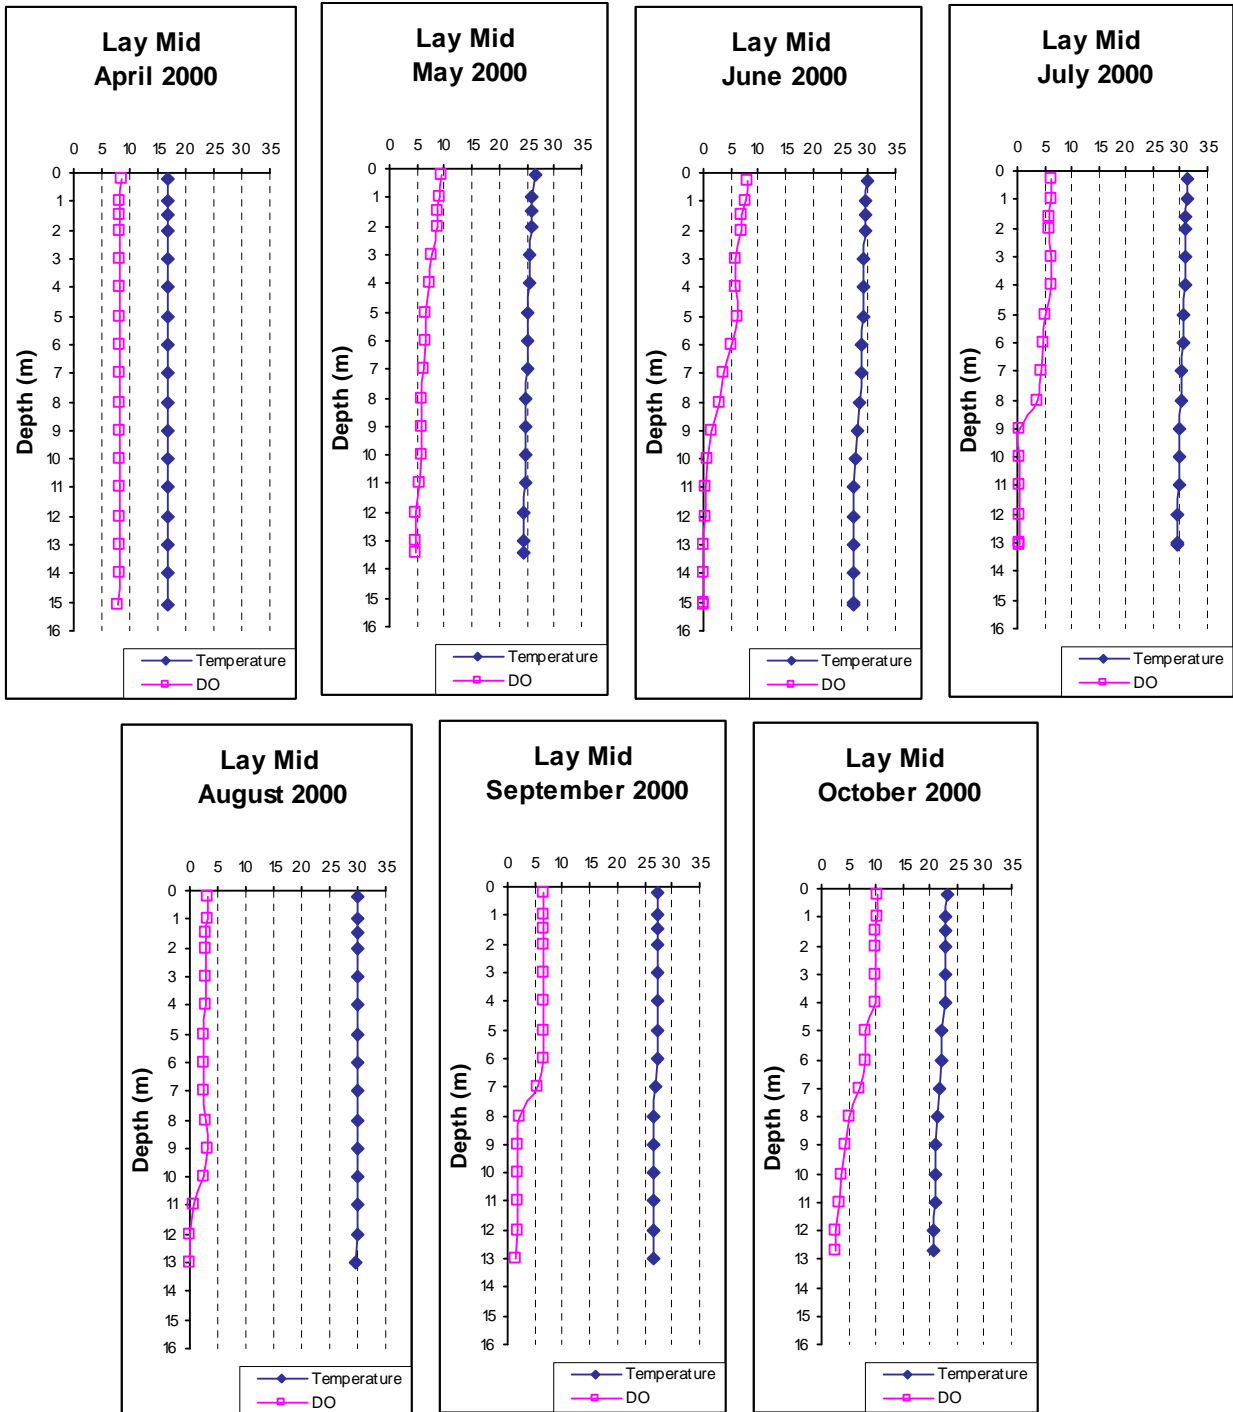 Lay Mid
April 2000
0 5 10 15 20 25 30 35
0
1
2
3
4
5
6
7
8
9
10
11
12
13
14
15
16
Depth (m)
Temperature
DO
Lay Mid
May 2000
0 5 10 15 20 25 30 35
0
1
2
3
4
5
6
7
8
9
10
11
12
13
14
15
16
Depth (m)
Temperature
DO
Lay Mid
June 2000
0 5 10 15 20 25 30 35
0
1
2
3
4
5
6
7
8
9
10
11
12
13
14
15
16
Depth (m)
Temperature
DO
Lay Mid
July 2000
0 5 10 15 20 25 30 35
0
1
2
3
4
5
6
7
8
9
10
11
12
13
14
15
16
Depth (m)
Temperature
DO
Lay Mid
August 2000
0 5 10 15 20 25 30 35
0
1
2
3
4
5
6
7
8
9
10
11
12
13
14
15
16
Depth (m)
Temperature
DO
Lay Mid
September 2000
0 5 10 15 20 25 30 35
0
1
2
3
4
5
6
7
8
9
10
11
12
13
14
15
16
Depth (m)
Temperature
DO
Lay Mid
October 2000
0 5 10 15 20 25 30 35
0
1
2
3
4
5
6
7
8
9
10
11
12
13
14
15
16
Depth (m)
Temperature
DO